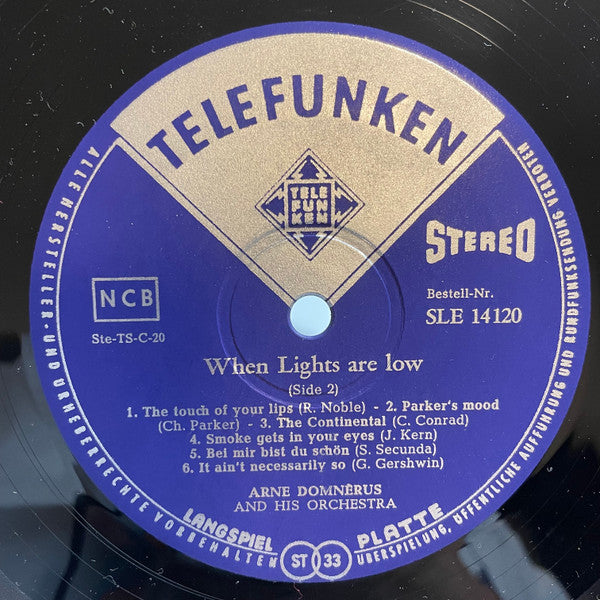 TELEFUNKEN
TELE
FUN
KEN
STEREO
NCB
Ste-TS-C-20
Bestell-Nr.
SLE 14120
When Lights are low
(Side 2)
1. The touch of your lips (R. Noble) - 2. Parker's mood
(Ch. Parker) - 3. The Continental (C. Conrad)
4. Smoke gets in your eyes (J. Kern)
5. Bei mir bist du schön (S. Secunda)
6. It ain't necessarily so (G. Gershwin)
ARNE DOMNÈRUS
AND HIS ORCHESTRA
LANGSPIEL PLATTE
ST 33
ALLE HERSTELLER- UND URHEBERRECHTE VORBEHALTEN
ÜBERSPIELUNG, ÖFFENTLICHE AUFFÜHRUNG UND RUNDFUNKSENDUNG VERBOTEN